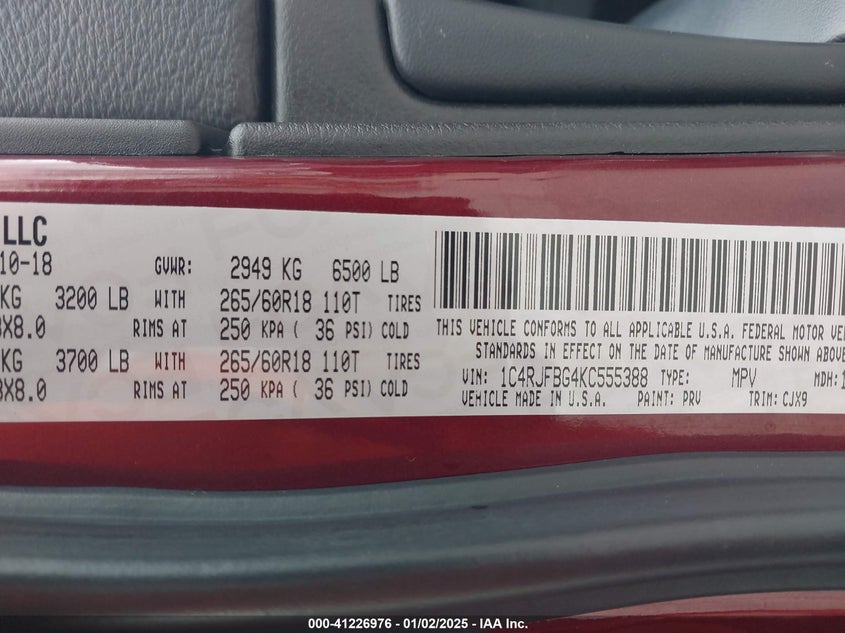 LLC
10-18 GVWR: 2949 KG 6500 LB
KG 3200 LB WITH 265/60R18 110T TIRES
X8.0 RIMS AT 250 KPA ( 36 PSI) COLD
KG 3700 LB WITH 265/60R18 110T TIRES
X8.0 RIMS AT 250 KPA ( 36 PSI) COLD
THIS VEHICLE CONFORMS TO ALL APPLICABLE U.S.A. FEDERAL MOTOR VEH
STANDARDS IN EFFECT ON THE DATE OF MANUFACTURE SHOWN ABOVE
VIN: 1C4RJFBG4KC555388 TYPE: MPV MDH: 1
VEHICLE MADE IN U.S.A. PAINT: PRV TRIM: CJX9
000-41226976 - 01/02/2025 - IAA Inc.